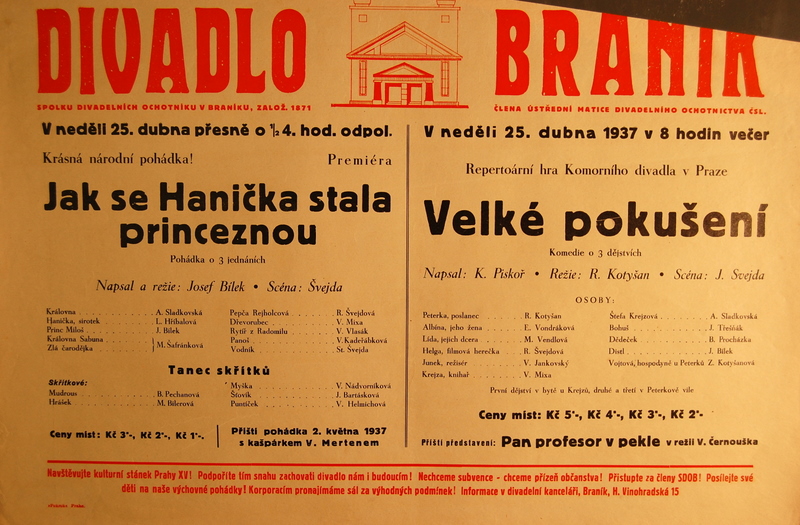 DIVADLO BRANÍK
SPOLKU DIVADELNÍCH OCHOTNÍKU V BRANÍKU, ZALOŽ. 1871
ČLENA ÚSTŘEDNÍ MATICE DIVADELNÍHO OCHOTNICTVA ČSL.
V neděli 25. dubna přesně o ½4. hod. odpol.
Krásná národní pohádka! Premiéra
Jak se Hanička stala
princeznou
Pohádka o 3 jednáních
Napsal a režie: Josef Bílek • Scéna: Švejda
Královna . . . A. Sladkovská
Hanička, sirotek . . . L. Hříbalová
Princ Miloš . . . J. Bílek
Královna Sabuna
Zlá čarodějka } M. Šafránková
Pepča Rejholcová . . . R. Švejdová
Dřevorubec . . . V. Mixa
Rytíř z Radomilu . . . V. Vlasák
Panoš . . . V. Kadeřábková
Vodník . . . St. Švejda
Tanec skřítků
Skřítkové:
Mudrous . . . B. Pechanová
Hrášek . . . M. Bílerová
Myška . . . V. Nádvorníková
Šťovík . . . J. Bartásková
Puntíček . . . V. Helmichová
Ceny míst: Kč 3·-, Kč 2·-, Kč 1·-.
Příští pohádka 2. května 1937
s kašpárkem V. Mertenem
V neděli 25. dubna 1937 v 8 hodin večer
Repertoární hra Komorního divadla v Praze
Velké pokušení
Komedie o 3 dějstvích
Napsal: K. Piskoř • Režie: R. Kotyšan • Scéna: J. Svejda
OSOBY:
Peterka, poslanec . . . R. Kotyšan
Albína, jeho žena . . . E. Vondráková
Lída, jejich dcera . . . M. Vendlová
Helga, filmová herečka . . . R. Švejdová
Junek, režisér . . . V. Jankovský
Krejza, knihař . . . V. Mixa
Štefa Krejzová . . . A. Sladkovská
Bohuš . . . J. Třešňák
Dědeček . . . B. Procházka
Distl . . . J. Bílek
Vojtová, hospodyně u Peterků Z. Kotyšanová
První dějství v bytě u Krejzů, druhé a třetí v Peterkově vile
Ceny míst: Kč 5·-, Kč 4·-, Kč 3·-, Kč 2·-
Příští představení: Pan profesor v pekle v režii V. Černouška
Navštěvujte kulturní stánek Prahy XV! Podpoříte tím snahu zachovati divadlo nám i budoucím! Nechceme subvence - chceme přízeň občanstva! Přistupte za členy SDOB! Posílejte své
děti na naše výchovné pohádky! Korporacím pronajímáme sál za výhodných podmínek! Informace v divadelní kanceláři, Braník, H. Vinohradská 15